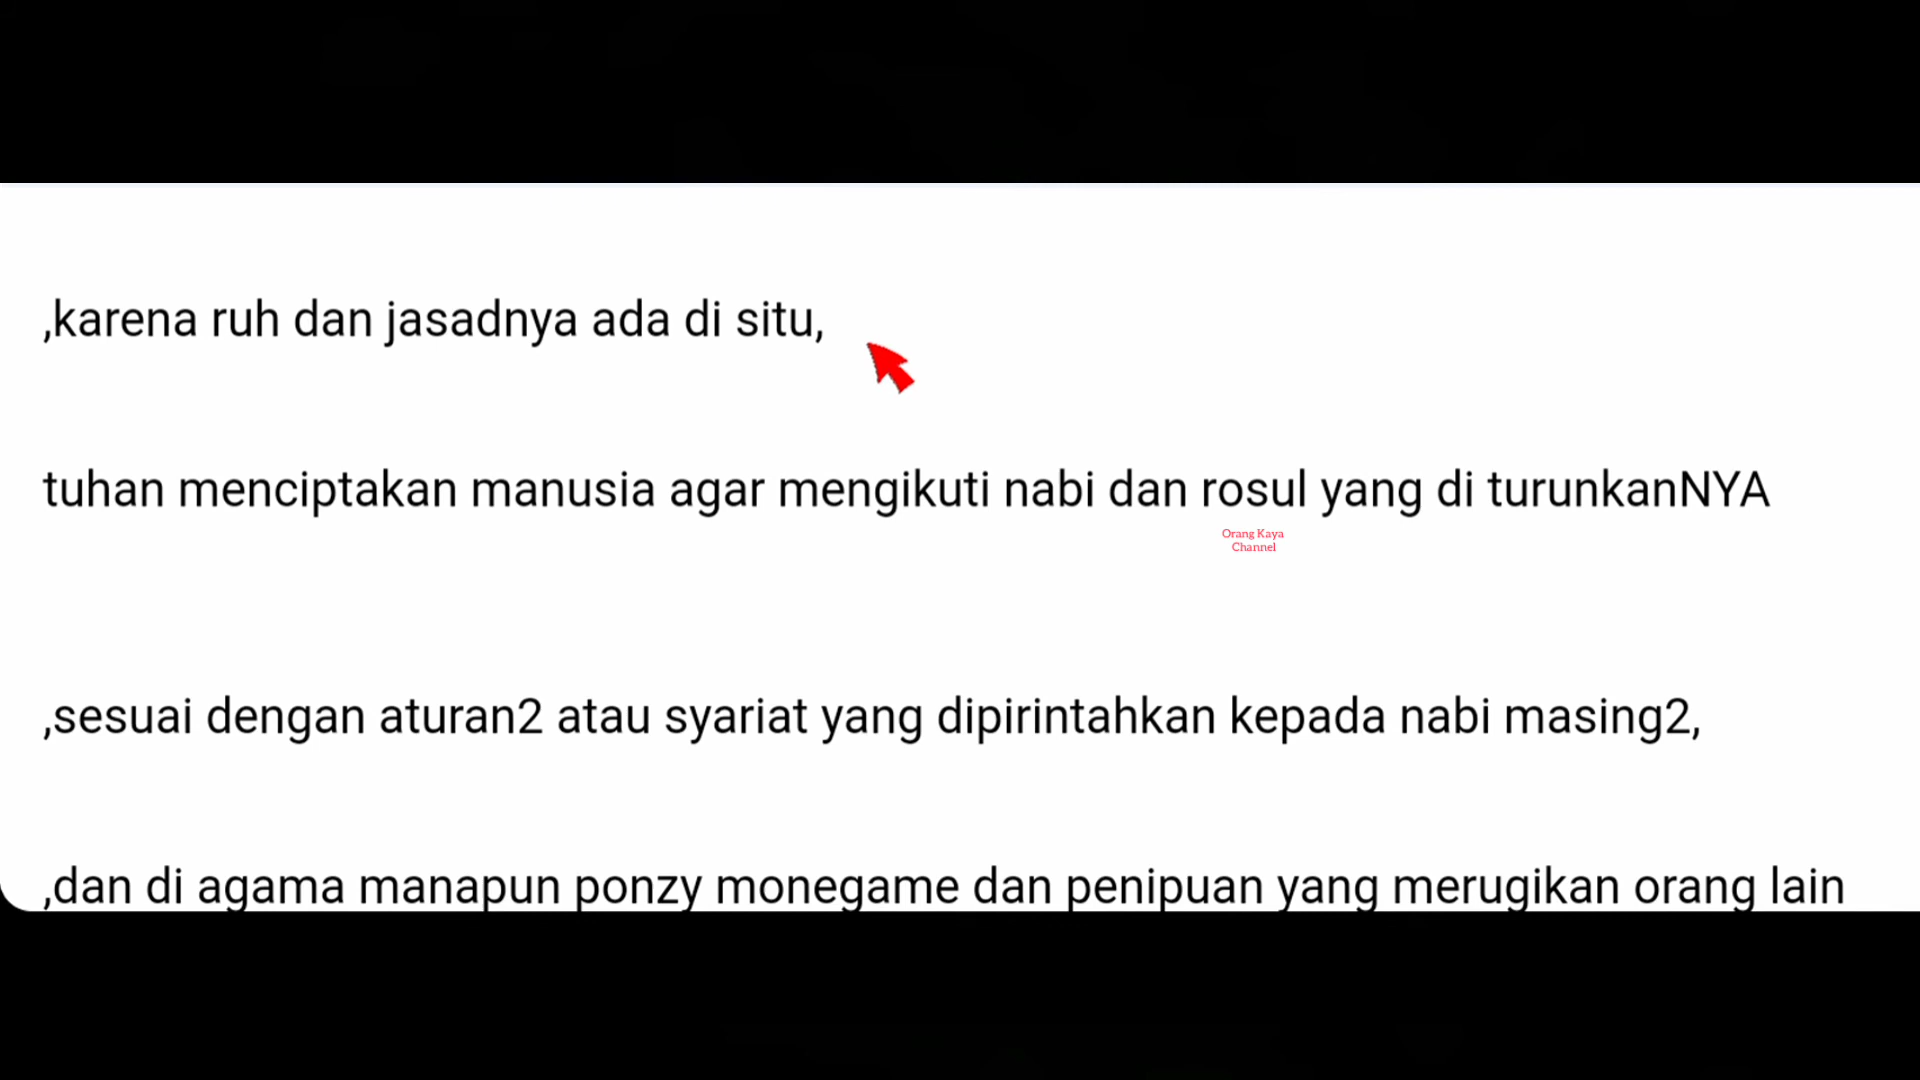 ,karena ruh dan jasadnya ada di situ,
tuhan menciptakan manusia agar mengikuti nabi dan rosul yang di turunkanNYA
Orang Kaya
Channel
,sesuai dengan aturan2 atau syariat yang dipirintahkan kepada nabi masing2,
,dan di agama manapun ponzy monegame dan penipuan yang merugikan orang lain